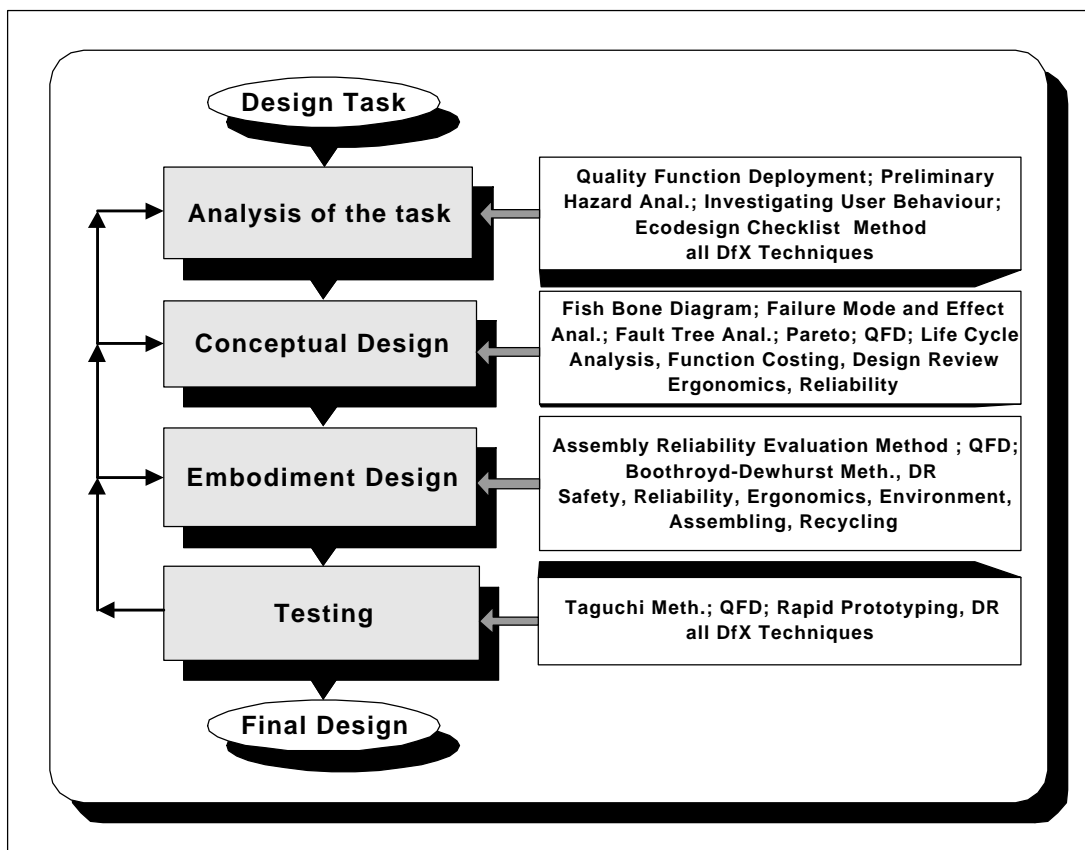 Design Task
Analysis of the task
Quality Function Deployment; Preliminary
Hazard Anal.; Investigating User Behaviour;
Ecodesign Checklist Method
all DfX Techniques
Conceptual Design
Fish Bone Diagram; Failure Mode and Effect
Anal.; Fault Tree Anal.; Pareto; QFD; Life Cycle
Analysis, Function Costing, Design Review
Ergonomics, Reliability
Embodiment Design
Assembly Reliability Evaluation Method ; QFD;
Boothroyd-Dewhurst Meth., DR
Safety, Reliability, Ergonomics, Environment,
Assembling, Recycling
Testing
Taguchi Meth.; QFD; Rapid Prototyping, DR
all DfX Techniques
Final Design